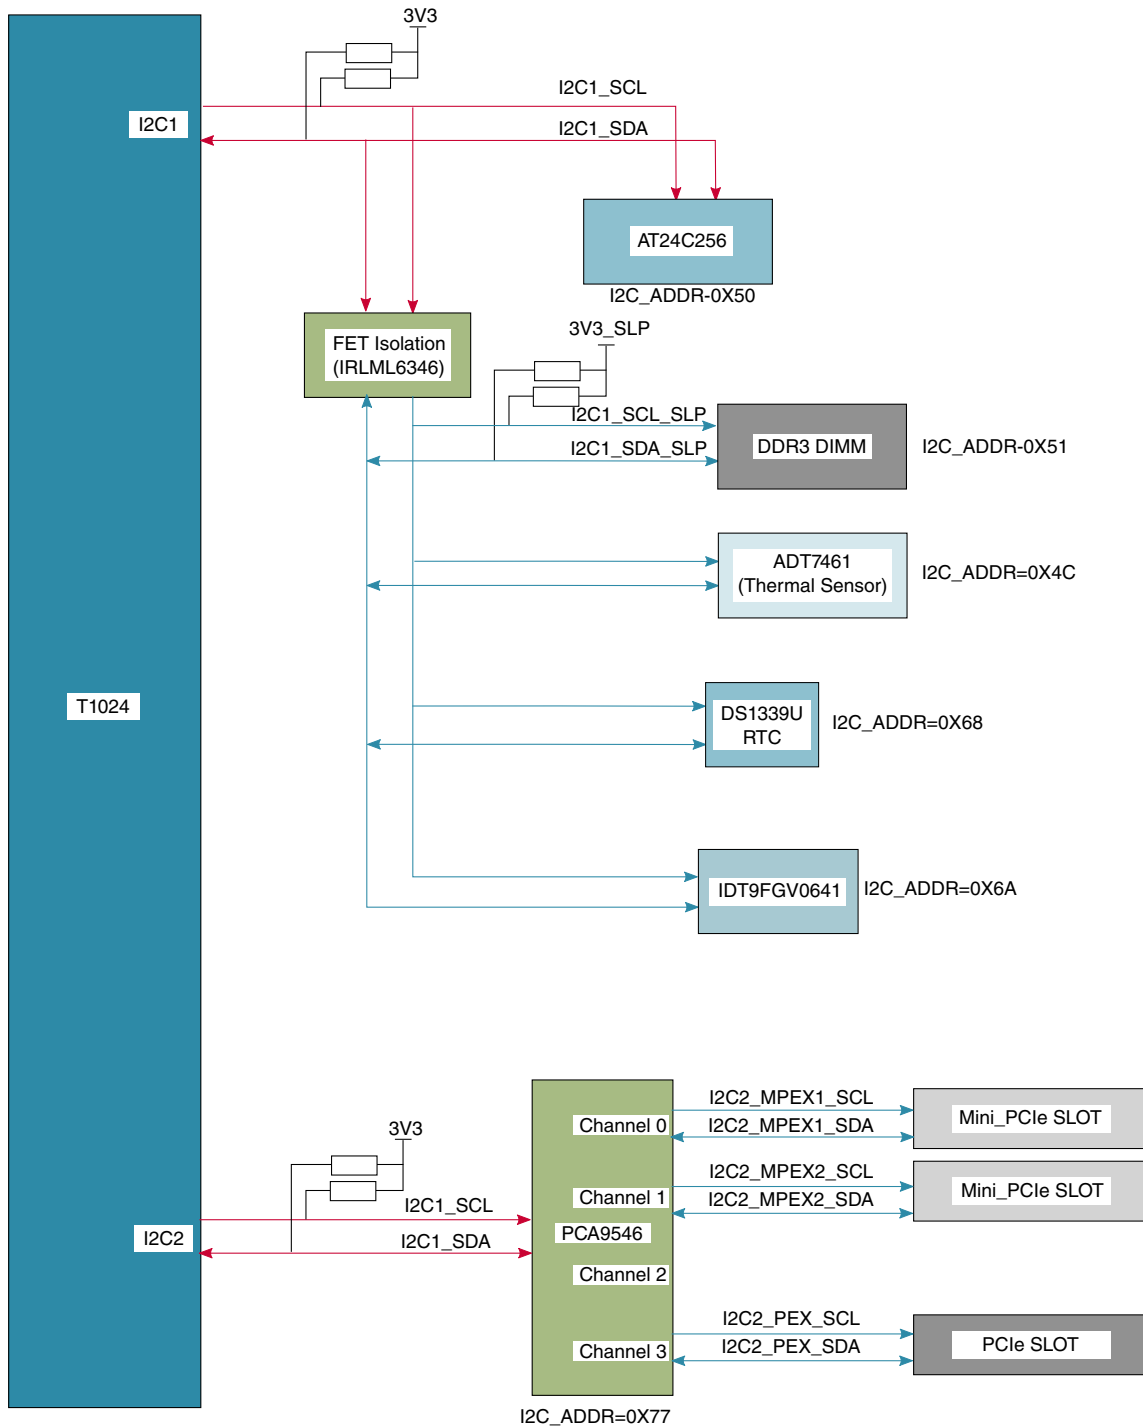 3V3
I2C1_SCL
I2C1
I2C1_SDA
AT24C256
I2C_ADDR-0X50
FET Isolation
(IRLML6346)
3V3_SLP
I2C1_SCL_SLP
I2C1_SDA_SLP
DDR3 DIMM
I2C_ADDR-0X51
ADT7461
(Thermal Sensor)
I2C_ADDR=0X4C
T1024
DS1339U
RTC
I2C_ADDR=0X68
IDT9FGV0641
I2C_ADDR=0X6A
I2C2_MPEX1_SCL
Channel 0
I2C2_MPEX1_SDA
Mini_PCIe SLOT
3V3
I2C2_MPEX2_SCL
Channel 1
I2C2_MPEX2_SDA
Mini_PCIe SLOT
I2C1_SCL
I2C2
I2C1_SDA
PCA9546
Channel 2
I2C2_PEX_SCL
Channel 3
I2C2_PEX_SDA
PCIe SLOT
I2C_ADDR=0X77